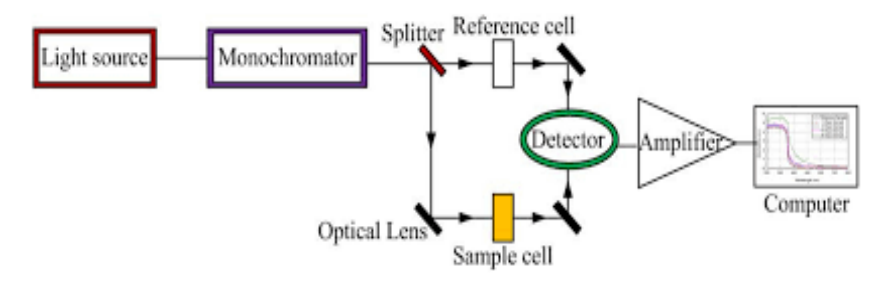 Splitter
Reference cell
Light source
Monochromator
Detector
Amplifier
Computer
Optical Lens
Sample cell